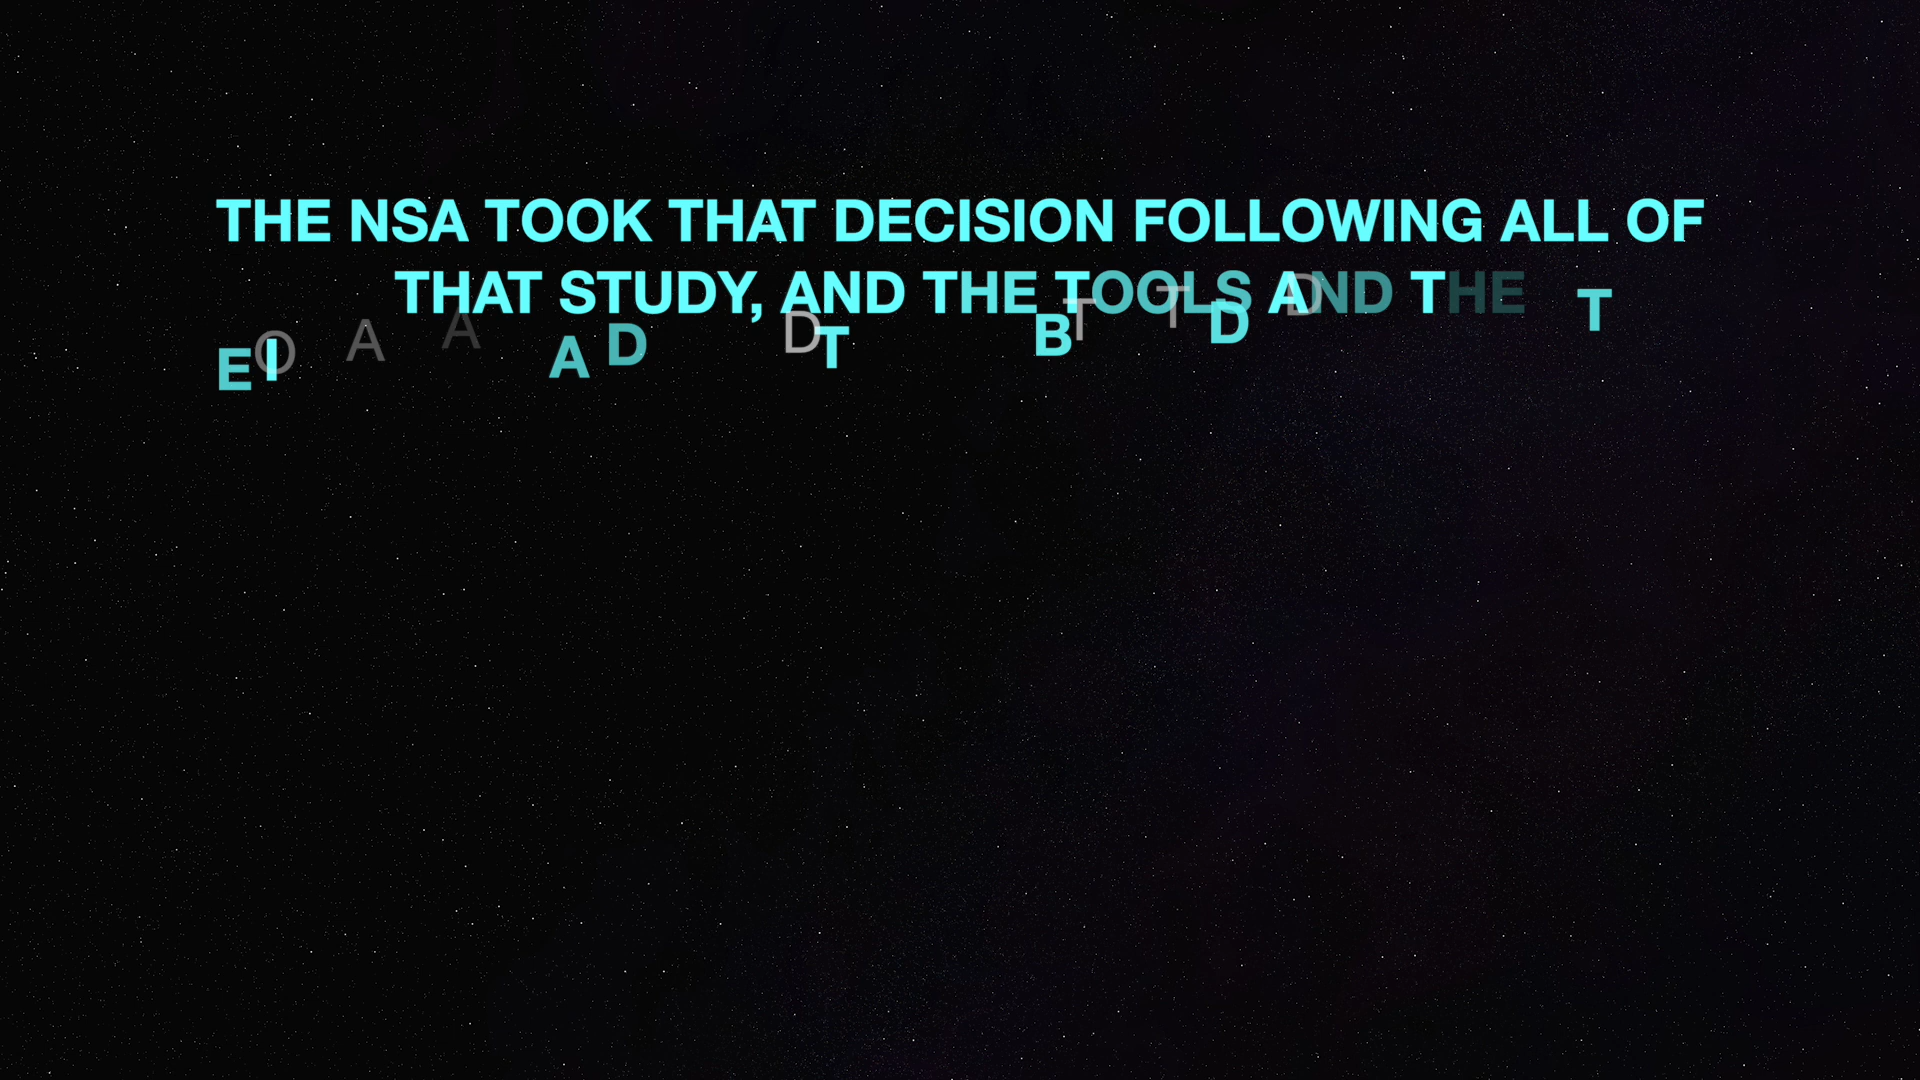 THE NSA TOOK THAT DECISION FOLLOWING ALL OF
THAT STUDY, AND THE TOOLS AND THE